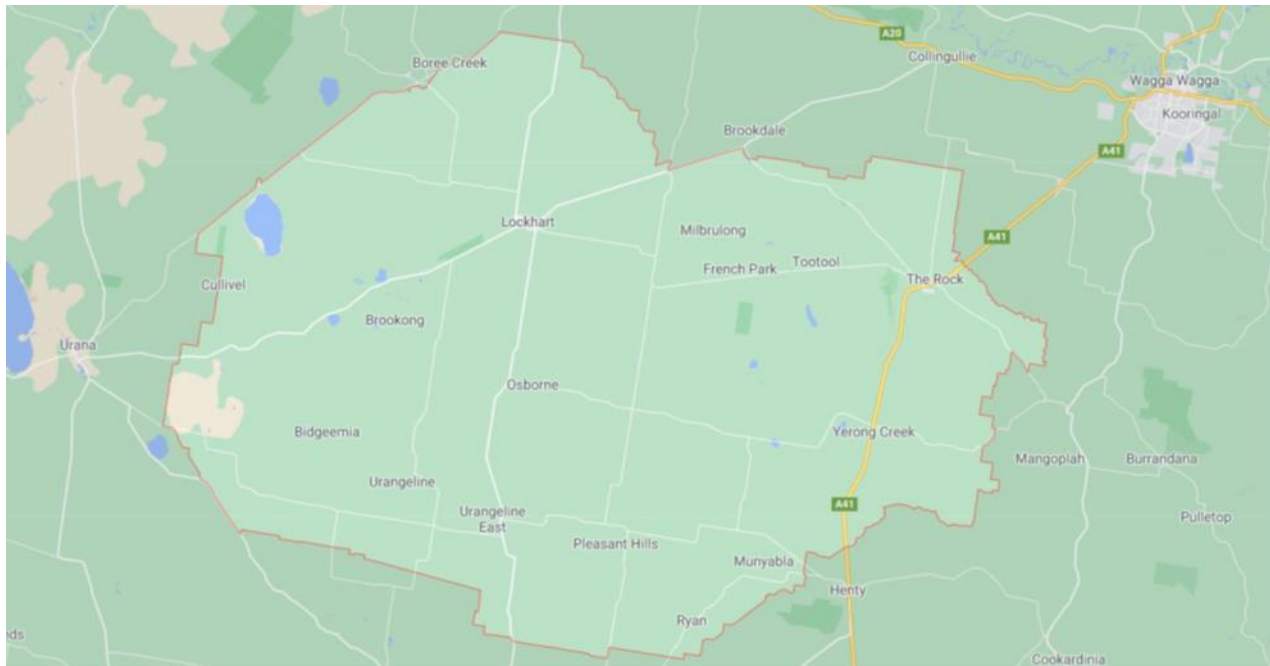 A20
Boree Creek
Collingullie
Wagga Wagga
Kooringal
Brookdale
A41
Lockhart
Milbrulong
A41
Tootool
French Park
The Rock
Cullivel
Brookong
Urana
Osborne
Bidgeemia
Yerong Creek
Mangoplah
Burrandana
Urangeline
A41
Urangeline
East
Pulletop
Pleasant Hills
Munyabla
Henty
Ryan
nds
Cookardinia